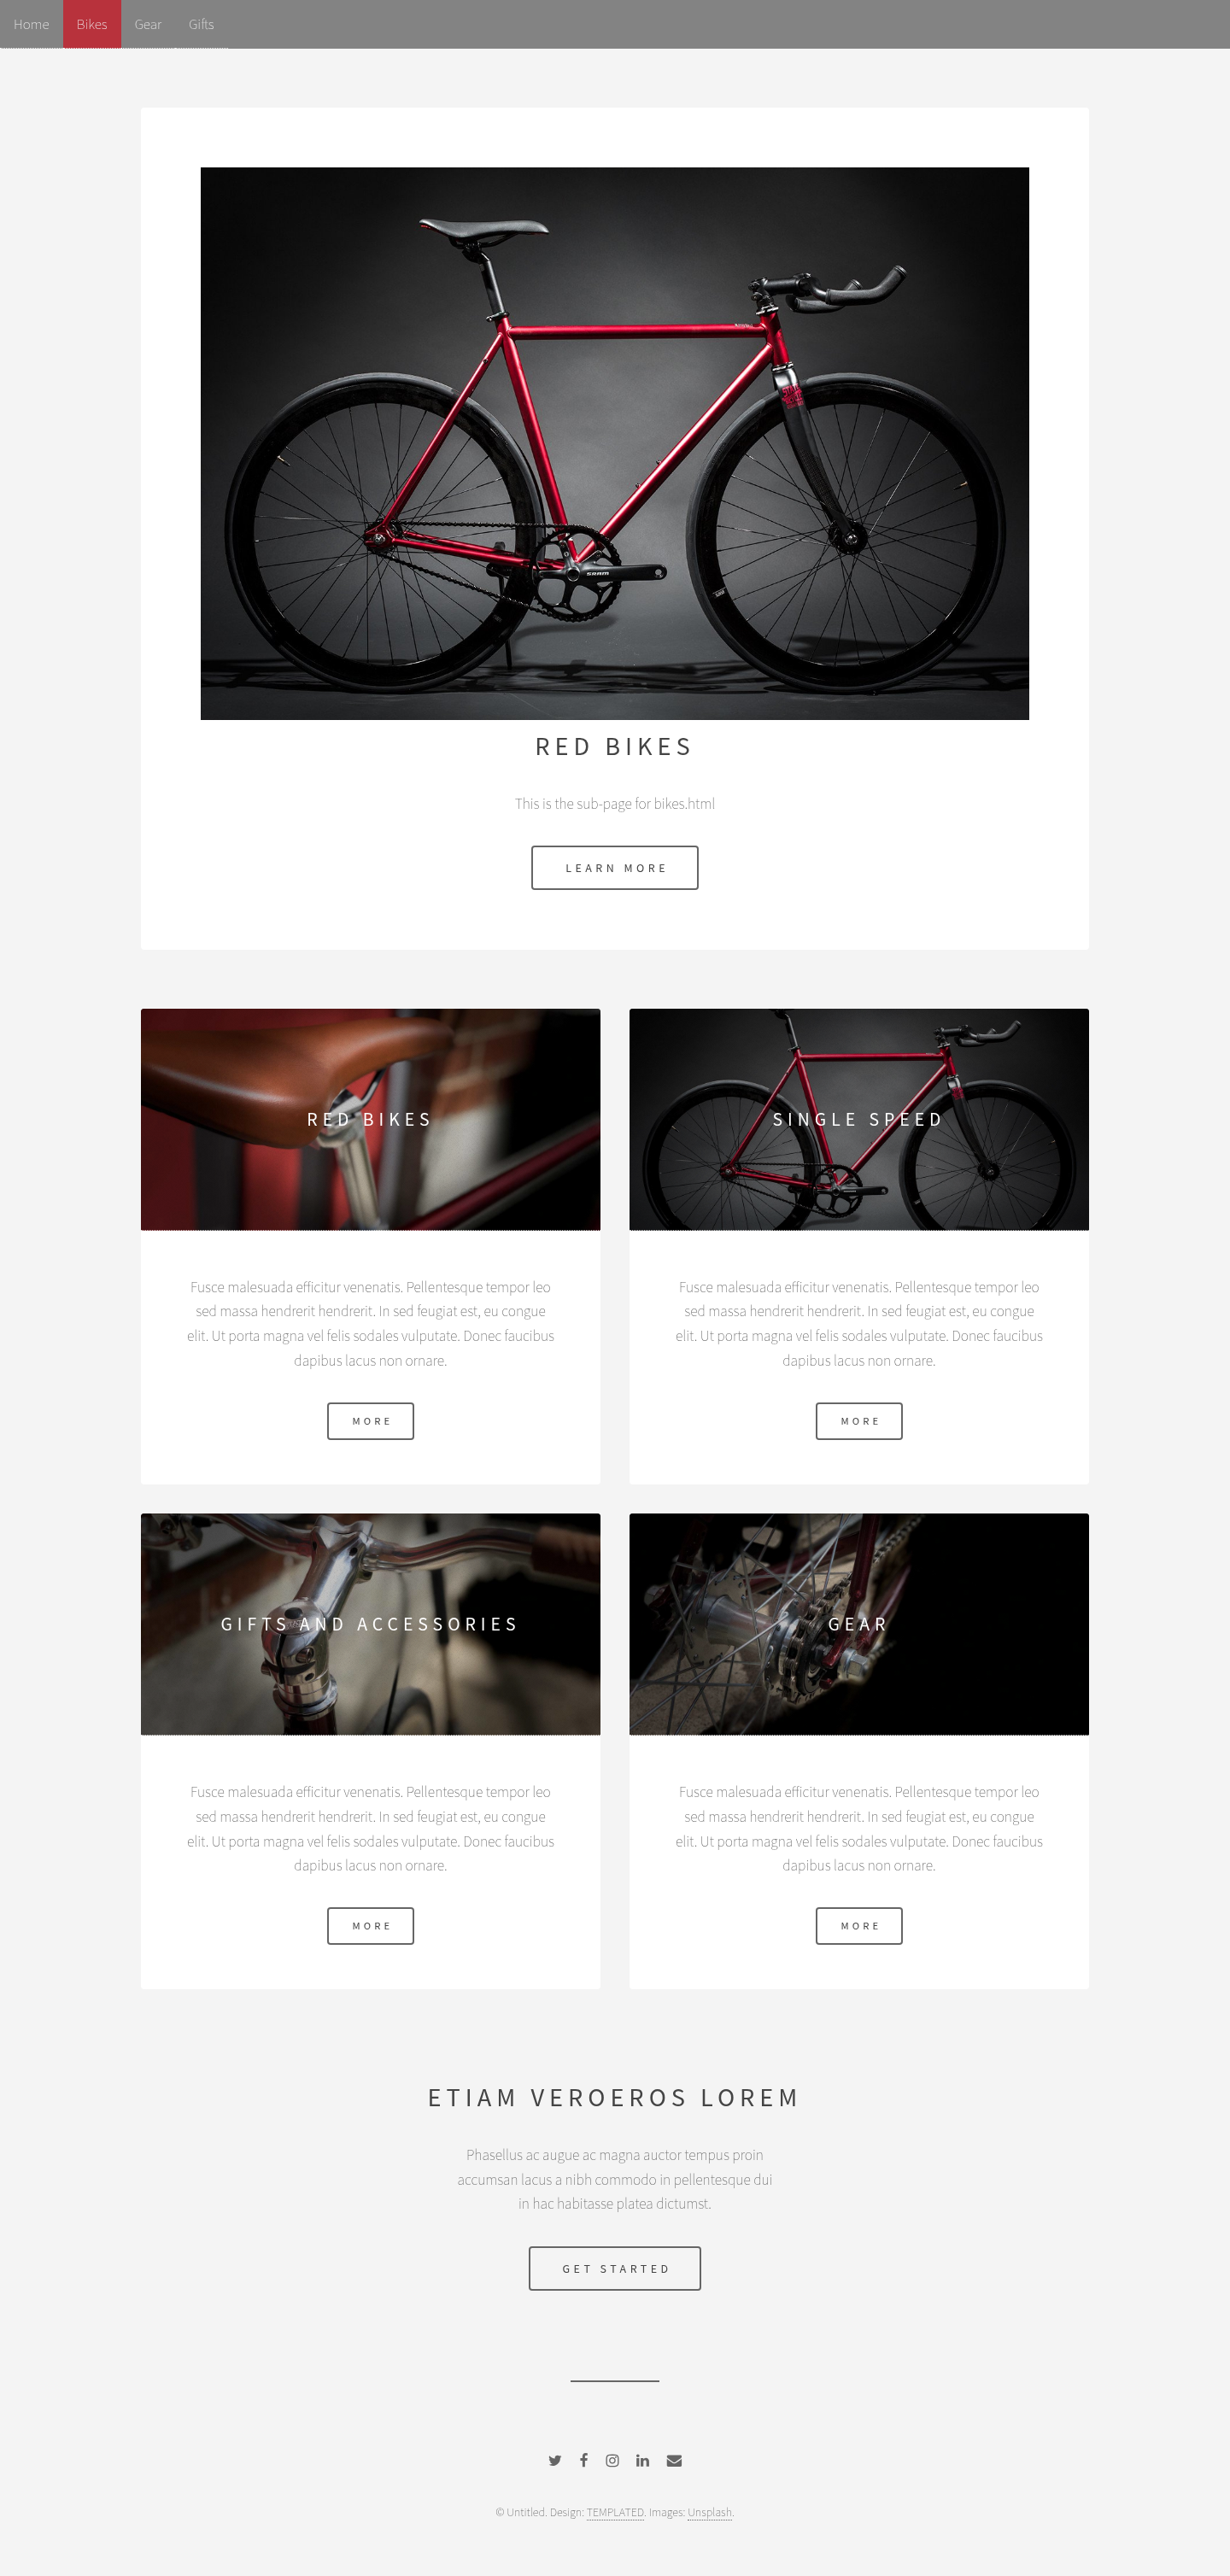 Home Bikes Gear Gifts
SRAM
RED BIKES
This is the sub-page for bikes.html
LEARN MORE
RED BIKES
SINGLE SPEED
Fusce malesuada efficitur venenatis. Pellentesque tempor leo
sed massa hendrerit hendrerit. In sed feugiat est, eu congue
elit. Ut porta magna vel felis sodales vulputate. Donec faucibus
dapibus lacus non ornare.
MORE
Fusce malesuada efficitur venenatis. Pellentesque tempor leo
sed massa hendrerit hendrerit. In sed feugiat est, eu congue
elit. Ut porta magna vel felis sodales vulputate. Donec faucibus
dapibus lacus non ornare.
MORE
GIFTS AND ACCESSORIES
GEAR
Fusce malesuada efficitur venenatis. Pellentesque tempor leo
sed massa hendrerit hendrerit. In sed feugiat est, eu congue
elit. Ut porta magna vel felis sodales vulputate. Donec faucibus
dapibus lacus non ornare.
MORE
Fusce malesuada efficitur venenatis. Pellentesque tempor leo
sed massa hendrerit hendrerit. In sed feugiat est, eu congue
elit. Ut porta magna vel felis sodales vulputate. Donec faucibus
dapibus lacus non ornare.
MORE
ETIAM VEROEROS LOREM
Phasellus ac augue ac magna auctor tempus proin
accumsan lacus a nibh commodo in pellentesque dui
in hac habitasse platea dictumst.
GET STARTED
© Untitled. Design: TEMPLATED. Images: Unsplash.